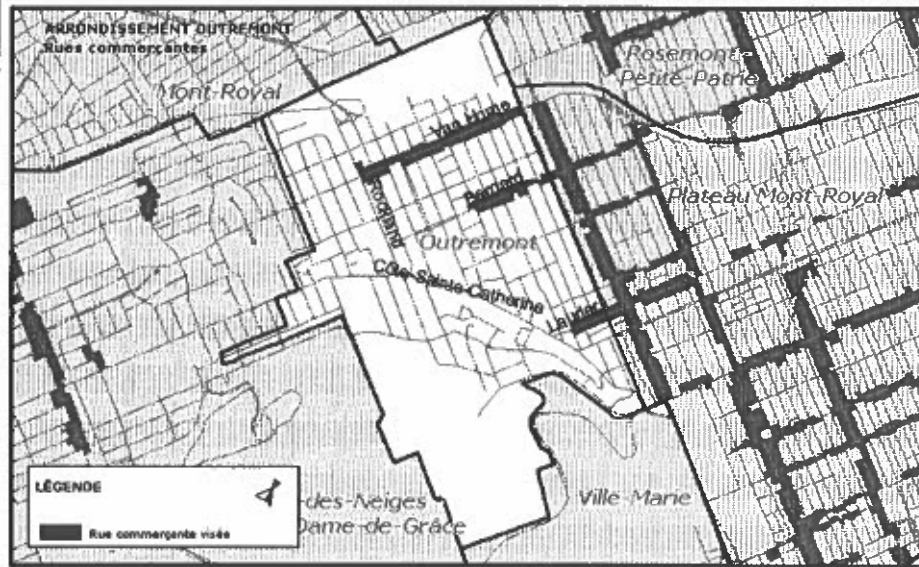 ARRONDISSEMENT OUTREMONT
Rues commerçantes
Mont-Royal
Rosemont-
Petite-Patrie
Van Horne
Bernard
Rockland
Plateau Mont-Royal
Outremont
Côte-Sainte-Catherine
Laurier
LÉGENDE
Rue commerçante visée
-des-Neiges
Dame-de-Grâce
Ville-Marie